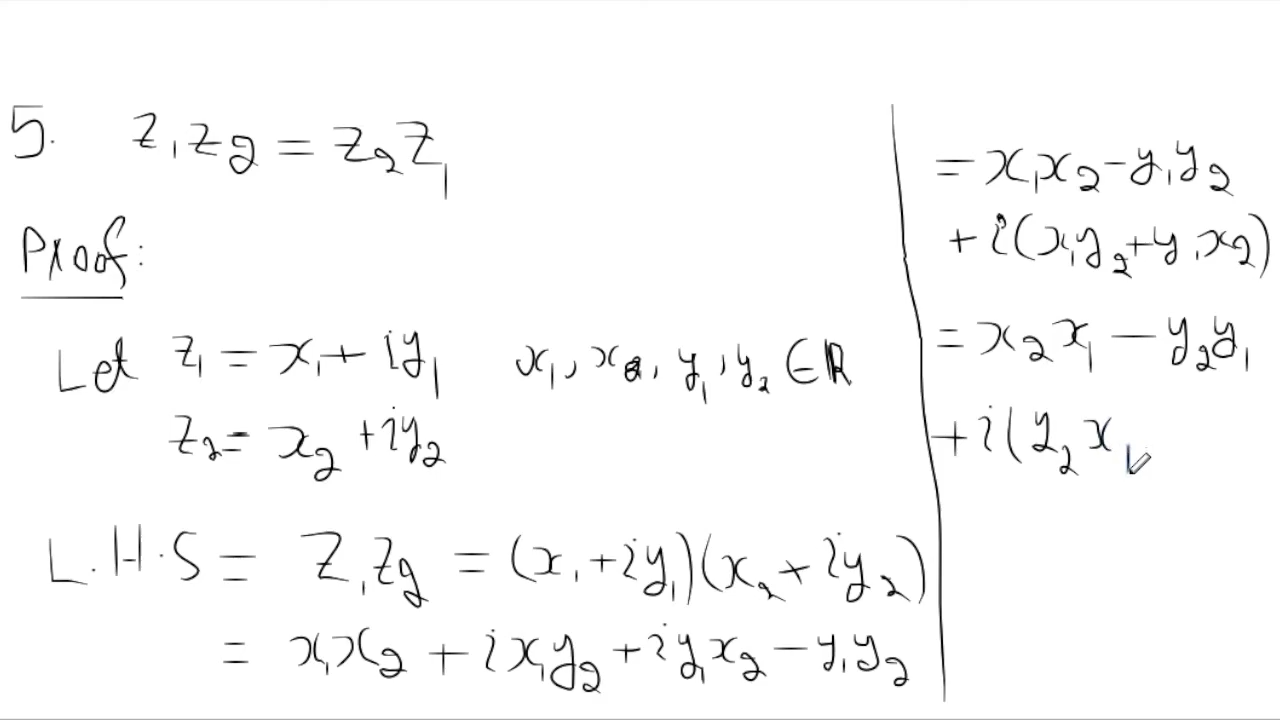 5. z₁z₂ = z₂z₁
Proof:
Let z₁ = x₁ + iy₁ x₁, x₂, y₁, y₂ ∈ ℝ
z₂ = x₂ + iy₂
L.H.S = z₁z₂ = (x₁ + iy₁)(x₂ + iy₂)
= x₁x₂ + ix₁y₂ + iy₁x₂ − y₁y₂
= x₁x₂ − y₁y₂
+ i(x₁y₂ + y₁x₂)
= x₂x₁ − y₂y₁
+ i(y₂x₁